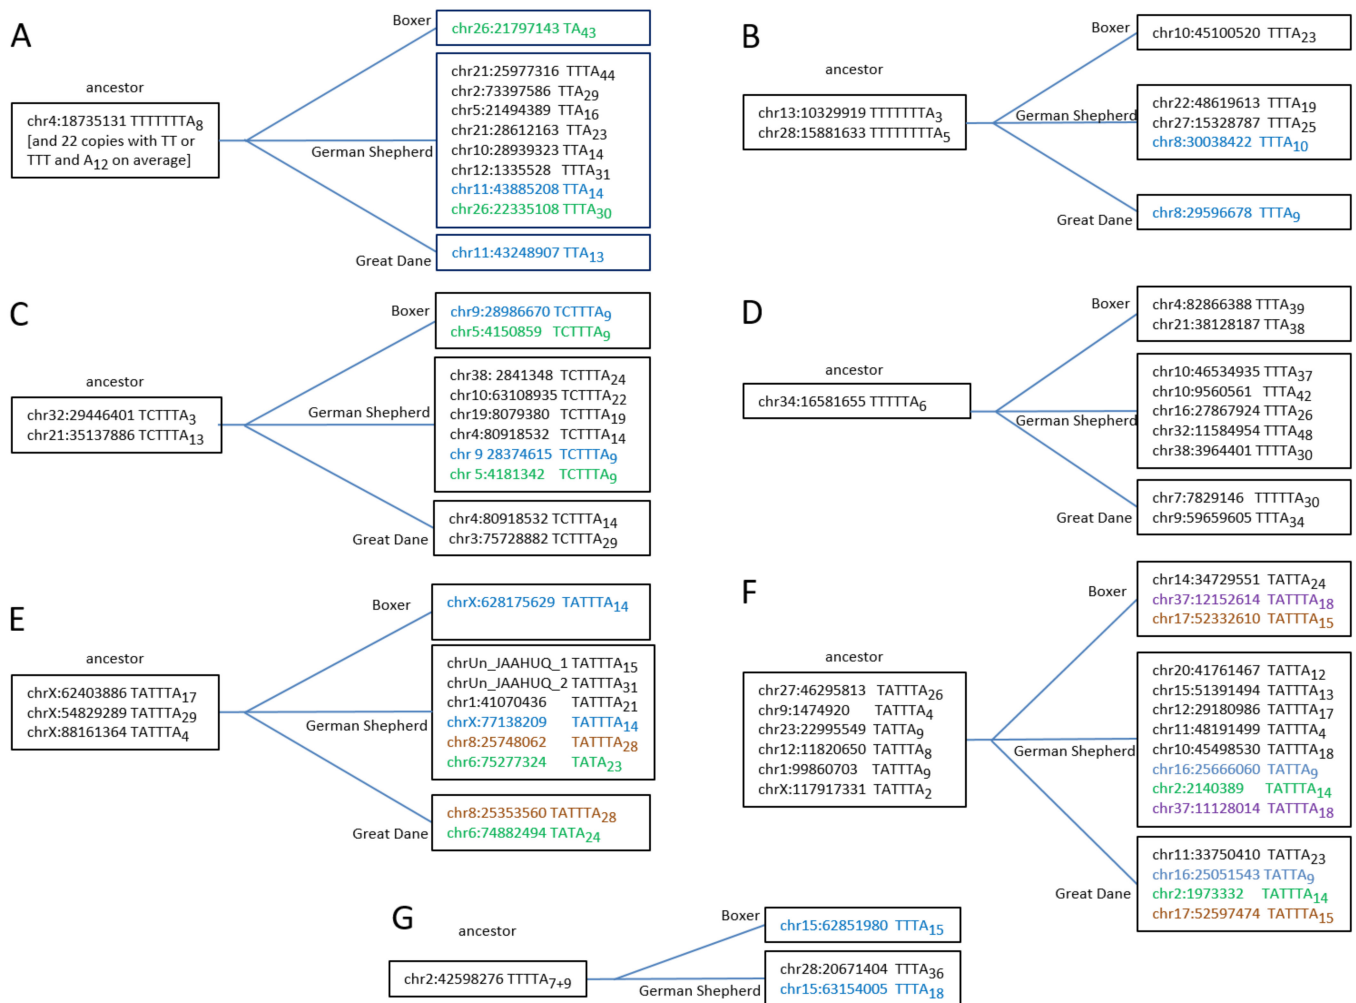 A
Boxer
chr26:21797143 TA43
ancestor
chr4:18735131 TTTTTTTA8
[and 22 copies with TT or
TTT and A12 on average]
German Shepherd
chr21:25977316 TTTA44
chr2:73397586 TTA29
chr5:21494389 TTA16
chr21:28612163 TTA23
chr10:28939323 TTA14
chr12:1335528 TTTA31
chr11:43885208 TTA14
chr26:22335108 TTTA30
Great Dane
chr11:43248907 TTA13
B
Boxer
chr10:45100520 TTTA23
ancestor
chr13:10329919 TTTTTTTA3
chr28:15881633 TTTTTTTTA5
German Shepherd
chr22:48619613 TTTA19
chr27:15328787 TTTA25
chr8:30038422 TTTA10
Great Dane
chr8:29596678 TTTA9
C
Boxer
chr9:28986670 TCTTTA9
chr5:4150859 TCTTTA9
ancestor
chr32:29446401 TCTTTA3
chr21:35137886 TCTTTA13
German Shepherd
chr38: 2841348 TCTTTA24
chr10:63108935 TCTTTA22
chr19:8079380 TCTTTA19
chr4:80918532 TCTTTA14
chr 9 28374615 TCTTTA9
chr 5:4181342 TCTTTA9
Great Dane
chr4:80918532 TCTTTA14
chr3:75728882 TCTTTA29
D
Boxer
chr4:82866388 TTTA39
chr21:38128187 TTA38
ancestor
chr34:16581655 TTTTTA6
German Shepherd
chr10:46534935 TTTA37
chr10:9560561 TTTA42
chr16:27867924 TTTA26
chr32:11584954 TTTA48
chr38:3964401 TTTA30
Great Dane
chr7:7829146 TTTTTA30
chr9:59659605 TTTA34
E
Boxer
chrX:628175629 TATTTA14
ancestor
chrX:62403886 TATTTA17
chrX:54829289 TATTTA29
chrX:88161364 TATTTA4
German Shepherd
chrUn_JAAHUQ_1 TATTTA15
chrUn_JAAHUQ_2 TATTTA31
chr1:41070436 TATTTA21
chrX:77138209 TATTTA14
chr8:25748062 TATTTA28
chr6:75277324 TATA23
Great Dane
chr8:25353560 TATTTA28
chr6:74882494 TATA24
F
Boxer
chr14:34729551 TATTA24
chr37:12152614 TATTTA18
chr17:52332610 TATTTA15
ancestor
chr27:46295813 TATTTA26
chr9:1474920 TATTTA4
chr23:22995549 TATTA9
chr12:11820650 TATTTA8
chr1:99860703 TATTTA9
chrX:117917331 TATTTA2
German Shepherd
chr20:41761467 TATTA12
chr15:51391494 TATTA13
chr12:29180986 TATTTA17
chr11:48191499 TATTTA4
chr10:45498530 TATTTA18
chr16:25666060 TATTA9
chr2:2140389 TATTTA14
chr37:11128014 TATTTA18
Great Dane
chr11:33750410 TATTA23
chr16:25051543 TATTA9
chr2:1973332 TATTTA14
chr17:52597474 TATTTA15
G
Boxer
chr15:62851980 TTTA15
ancestor
chr2:42598276 TTTTA7+9
German Shepherd
chr28:20671404 TTTA36
chr15:63154005 TTTA18